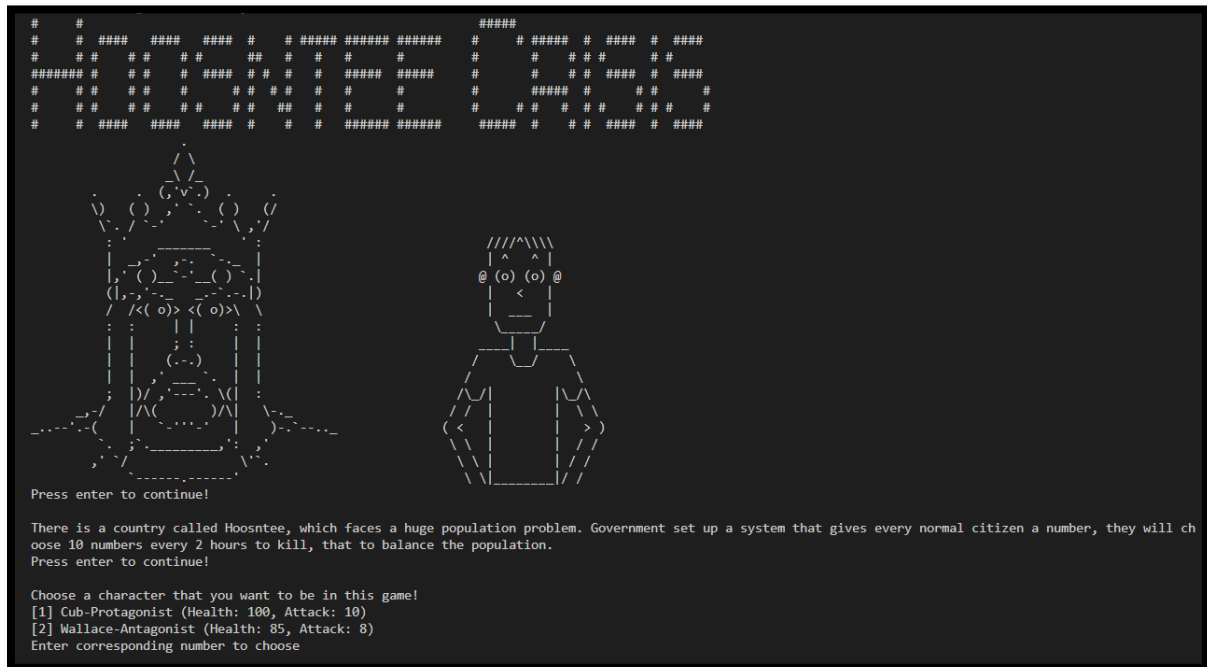 Hoosntee Crisis
Press enter to continue!
There is a country called Hoosntee, which faces a huge population problem. Government set up a system that gives every normal citizen a number, they will ch
oose 10 numbers every 2 hours to kill, that to balance the population.
Press enter to continue!
Choose a character that you want to be in this game!
[1] Cub-Protagonist (Health: 100, Attack: 10)
[2] Wallace-Antagonist (Health: 85, Attack: 8)
Enter corresponding number to choose